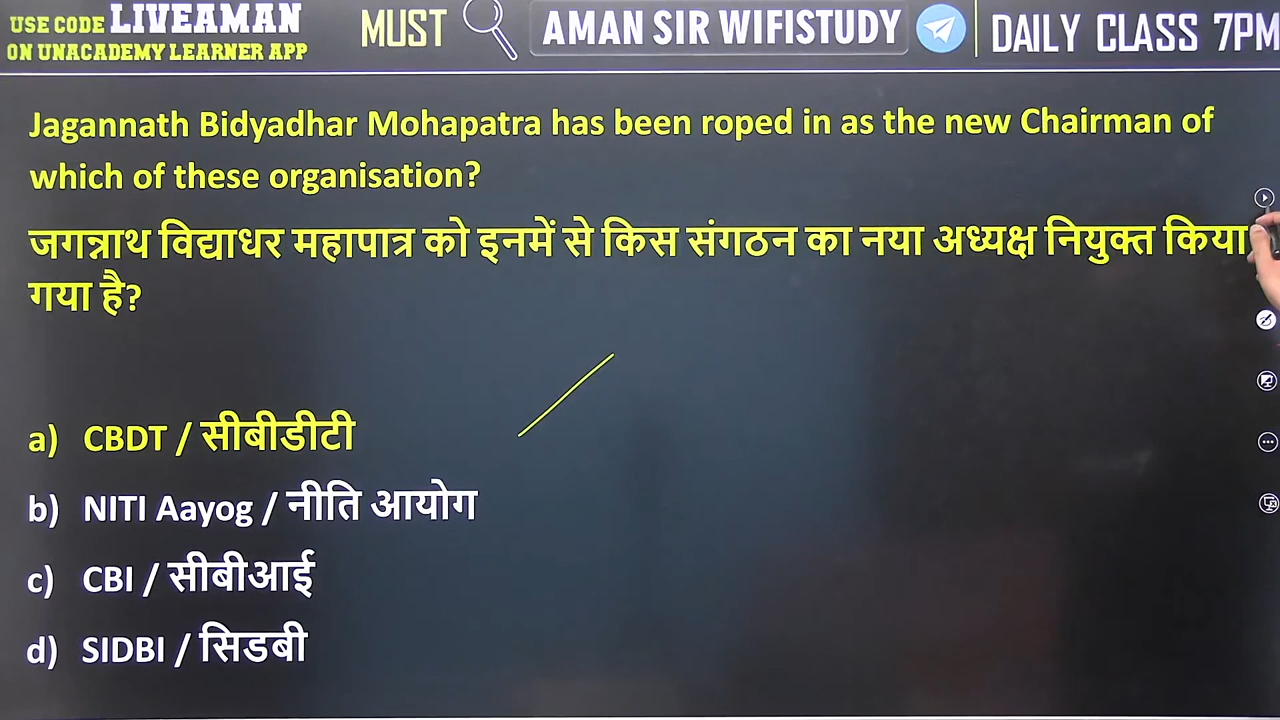 USE CODE LIVEAMAN
ON UNACADEMY LEARNER APP
MUST
AMAN SIR WIFISTUDY
DAILY CLASS 7PM
Jagannath Bidyadhar Mohapatra has been roped in as the new Chairman of
which of these organisation?
जगन्नाथ विद्याधर महापात्र को इनमें से किस संगठन का नया अध्यक्ष नियुक्त किया
गया है?
a) CBDT / सीबीडीटी
b) NITI Aayog / नीति आयोग
c) CBI / सीबीआई
d) SIDBI / सिडबी